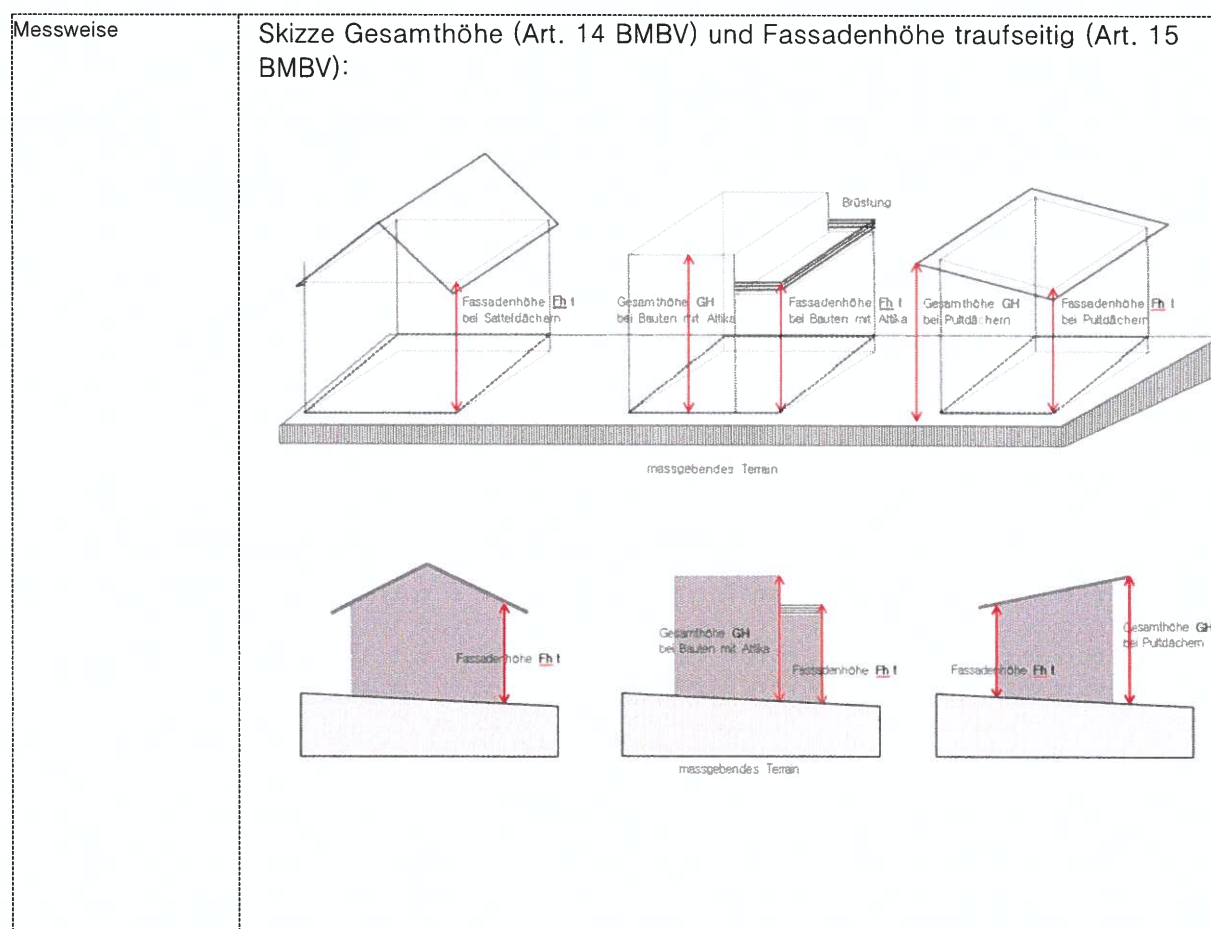 Messweise
Skizze Gesamthöhe (Art. 14 BMBV) und Fassadenhöhe traufseitig (Art. 15
BMBV):
Brüstung
Fassadenhöhe Fh t
bei Satteldächern
Gesamthöhe GH
bei Bauten mit Attika
Fassadenhöhe Fh t
bei Bauten mit Attika
Gesamthöhe GH
bei Pultdächern
Fassadenhöhe Fh t
bei Pultdächern
massgebendes Terrain
Fassadenhöhe Fh t
Gesamthöhe GH
bei Bauten mit Attika
Fassadenhöhe Fh t
Fassadenhöhe Fh t
Gesamthöhe GH
bei Pultdächern
massgebendes Terrain